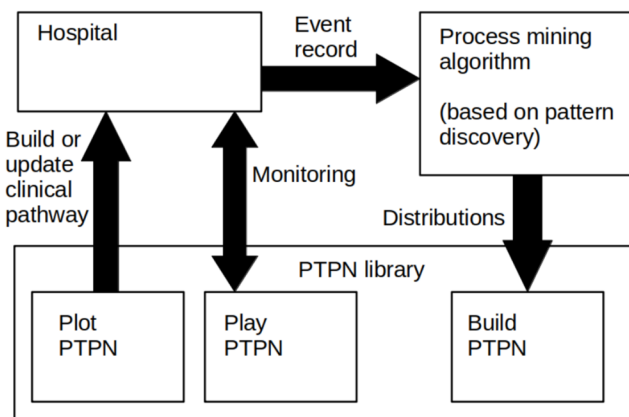 Hospital
Event
record
Process mining
algorithm
(based on pattern
discovery)
Build or
update
clinical
pathway
Monitoring
Distributions
PTPN library
Plot
PTPN
Play
PTPN
Build
PTPN